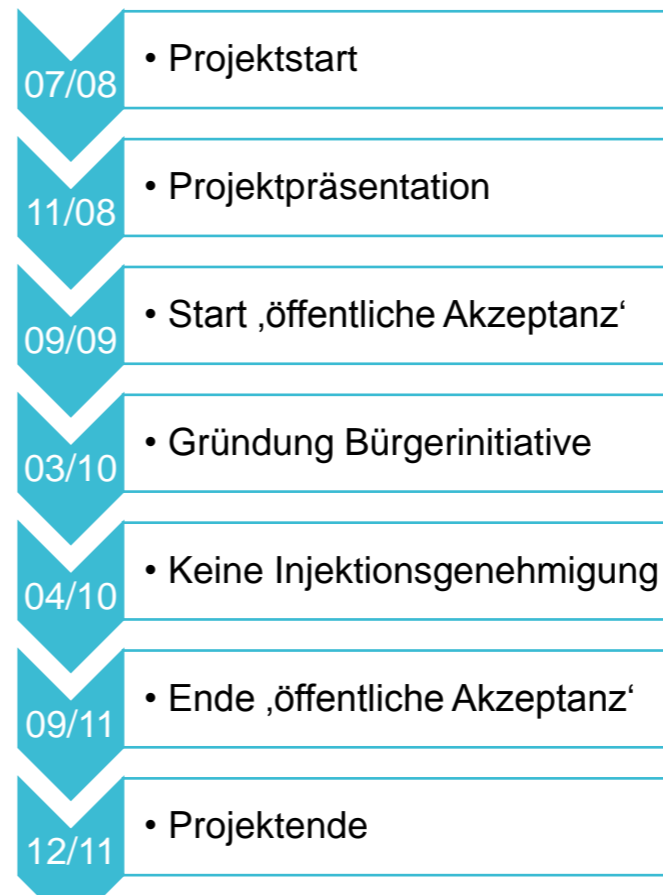 07/08
• Projektstart
11/08
• Projektpräsentation
09/09
• Start ‚öffentliche Akzeptanz‘
03/10
• Gründung Bürgerinitiative
04/10
• Keine Injektionsgenehmigung
09/11
• Ende ‚öffentliche Akzeptanz‘
12/11
• Projektende